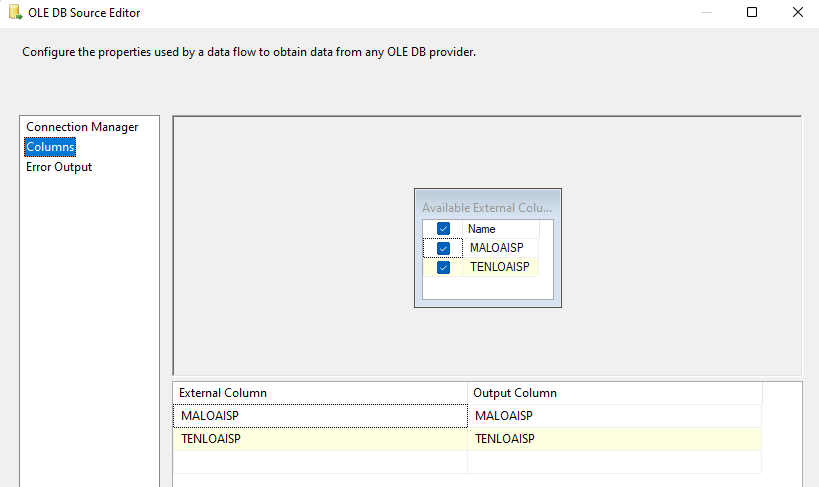 OLE DB Source Editor
Configure the properties used by a data flow to obtain data from any OLE DB provider.
Connection Manager
Columns
Error Output
Available External Colu...
Name
MALOAISP
TENLOAISP
External Column Output Column
MALOAISP MALOAISP
TENLOAISP TENLOAISP